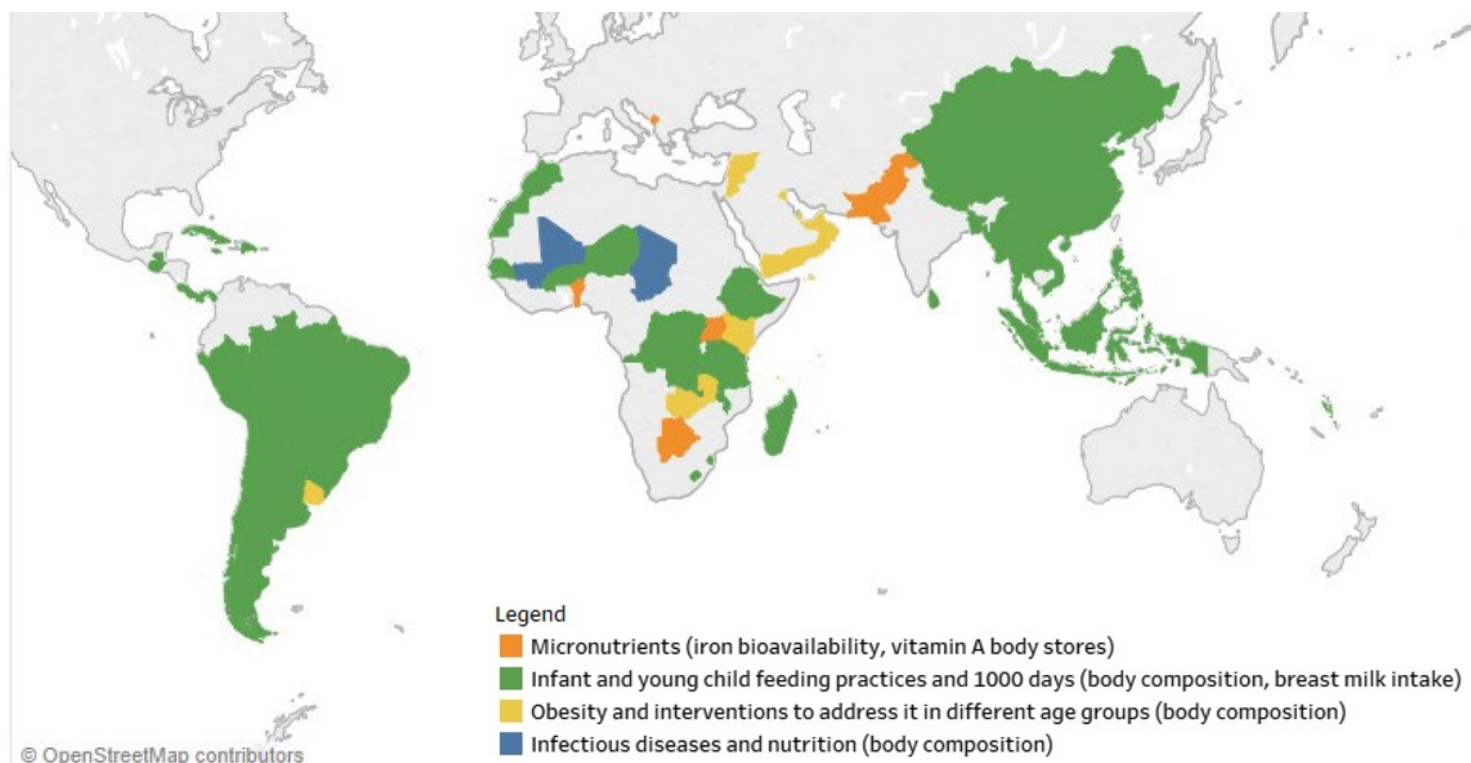 Legend
Micronutrients (iron bioavailability, vitamin A body stores)
Infant and young child feeding practices and 1000 days (body composition, breast milk intake)
Obesity and interventions to address it in different age groups (body composition)
Infectious diseases and nutrition (body composition)
© OpenStreetMap contributors